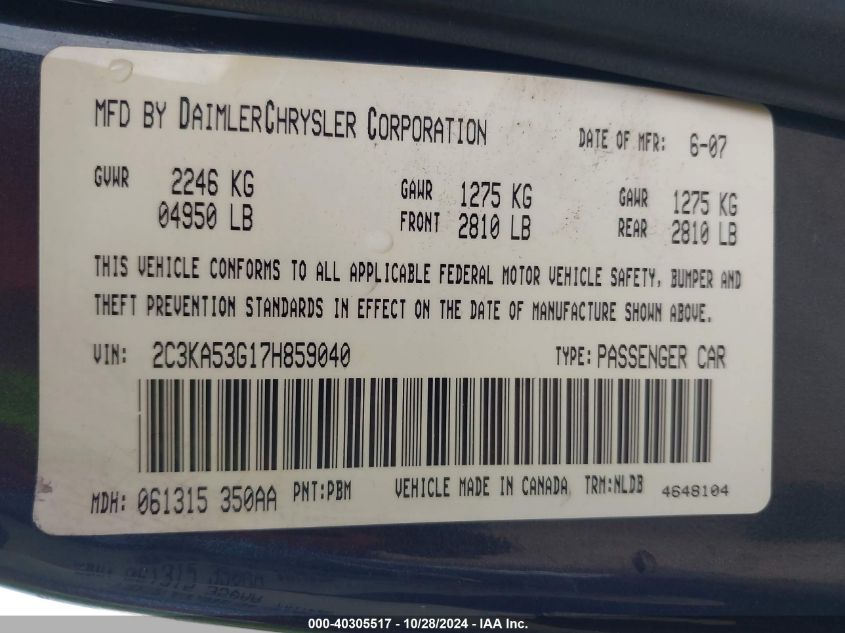 MFD BY DAIMLERCHRYSLER CORPORATION DATE OF MFR: 6-07
GVWR 2246 KG GAWR 1275 KG GAWR 1275 KG
04950 LB FRONT 2810 LB REAR 2810 LB
THIS VEHICLE CONFORMS TO ALL APPLICABLE FEDERAL MOTOR VEHICLE SAFETY, BUMPER AND
THEFT PREVENTION STANDARDS IN EFFECT ON THE DATE OF MANUFACTURE SHOWN ABOVE.
VIN: 2C3KA53G17H859040 TYPE: PASSENGER CAR
MDH: 061315 350AA PNT:PBM VEHICLE MADE IN CANADA TRM:NLDB 4648104
000-40305517 - 10/28/2024 - IAA Inc.